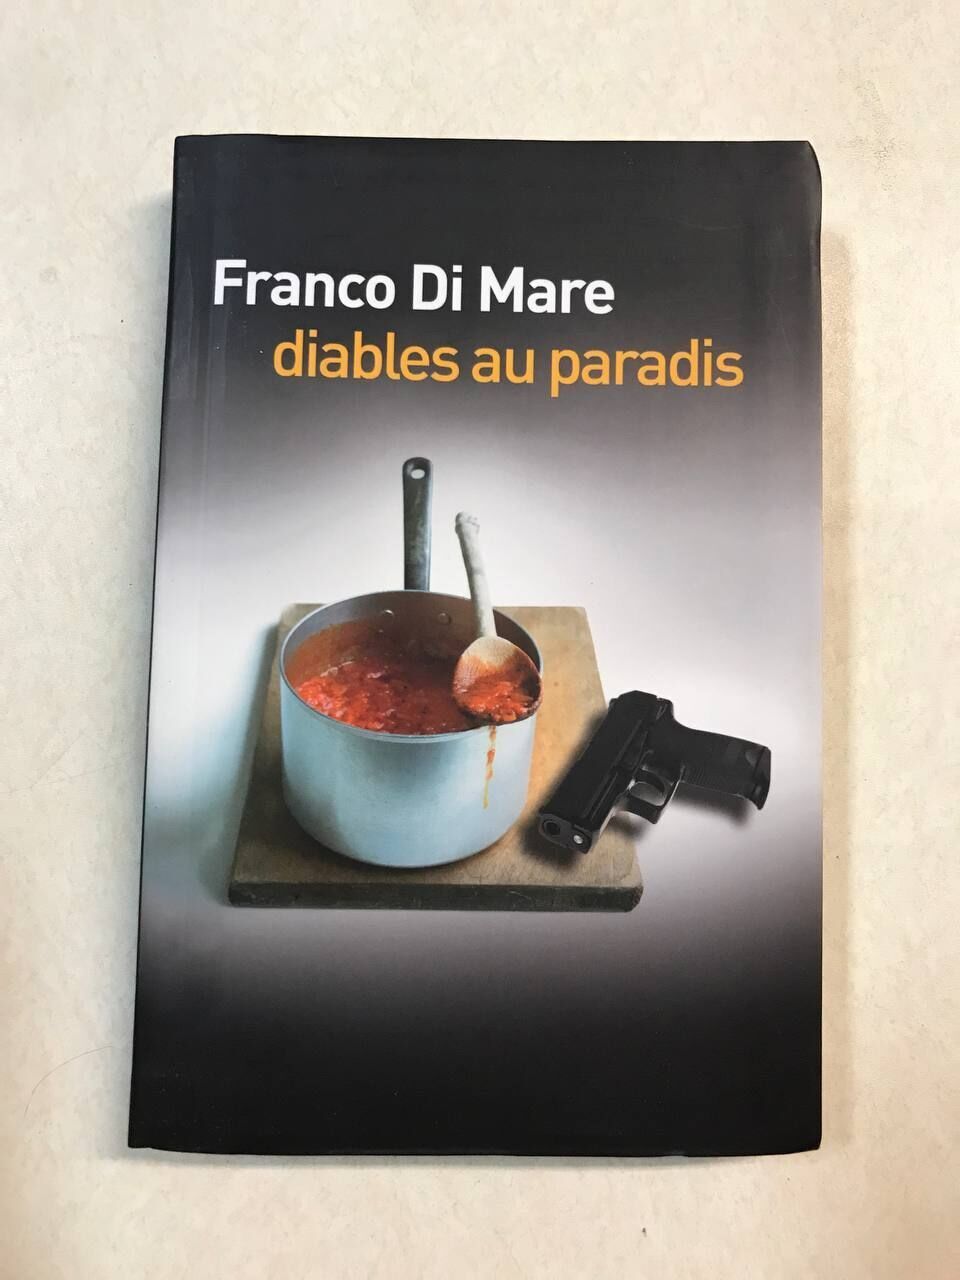 Franco Di Mare
diables au paradis